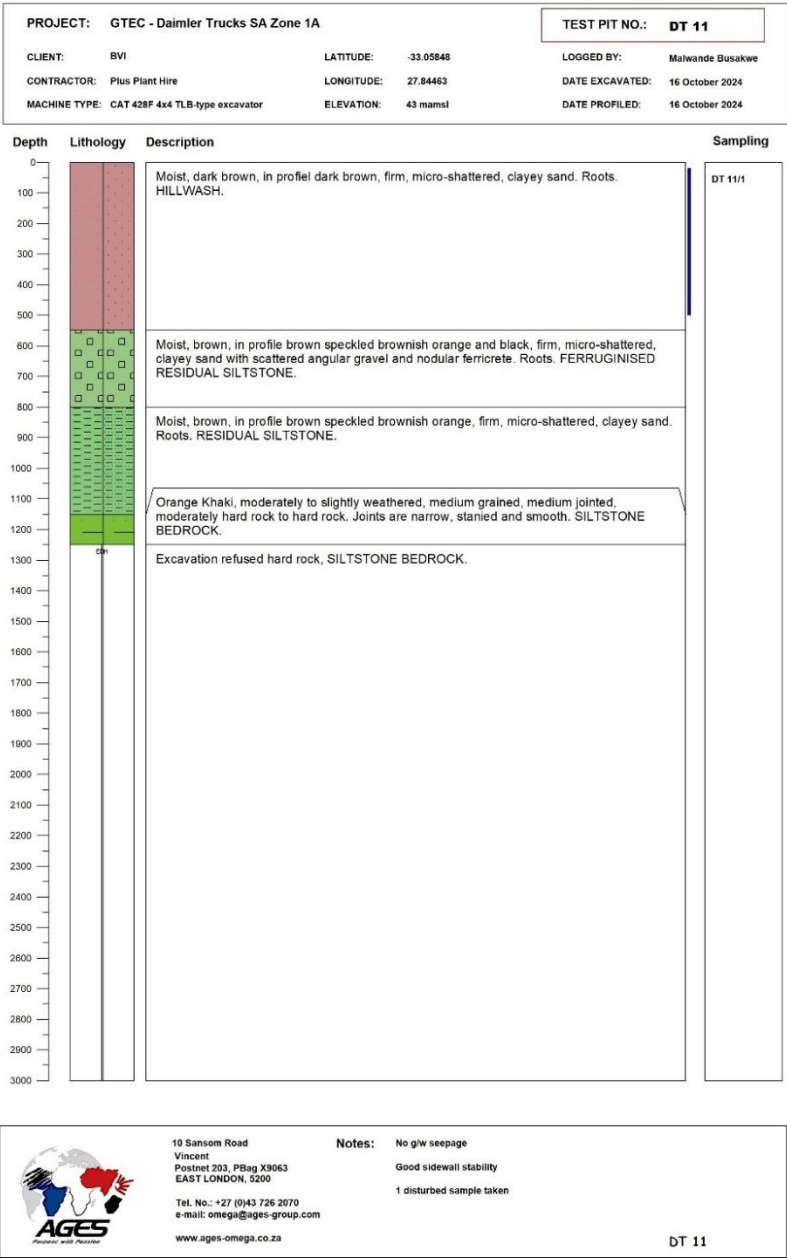 PROJECT: GTEC - Daimler Trucks SA Zone 1A
TEST PIT NO.: DT 11
CLIENT: BVI LATITUDE: -33.05848 LOGGED BY: Malwande Busakwe
CONTRACTOR: Plus Plant Hire LONGITUDE: 27.84463 DATE EXCAVATED: 16 October 2024
MACHINE TYPE: CAT 428F 4x4 TLB-type excavator ELEVATION: 43 mamsl DATE PROFILED: 16 October 2024
Depth Lithology Description Sampling
0
Moist, dark brown, in profiel dark brown, firm, micro-shattered, clayey sand. Roots.
HILLWASH.
DT 11/1
100
200
300
400
500
600
Moist, brown, in profile brown speckled brownish orange and black, firm, micro-shattered,
clayey sand with scattered angular gravel and nodular ferricrete. Roots. FERRUGINISED
RESIDUAL SILTSTONE.
700
800
Moist, brown, in profile brown speckled brownish orange, firm, micro-shattered, clayey sand.
Roots. RESIDUAL SILTSTONE.
900
1000
1100
Orange Khaki, moderately to slightly weathered, medium grained, medium jointed,
moderately hard rock to hard rock. Joints are narrow, stanied and smooth. SILTSTONE
BEDROCK.
1200
EOH
1300
Excavation refused hard rock, SILTSTONE BEDROCK.
1400
1500
1600
1700
1800
1900
2000
2100
2200
2300
2400
2500
2600
2700
2800
2900
3000
AGES
Purpose with Passion
10 Sansom Road
Vincent
Postnet 203, PBag X9063
EAST LONDON, 5200
Tel. No.: +27 (0)43 726 2070
e-mail: omega@ages-group.com
www.ages-omega.co.za
Notes: No g/w seepage
Good sidewall stability
1 disturbed sample taken
DT 11